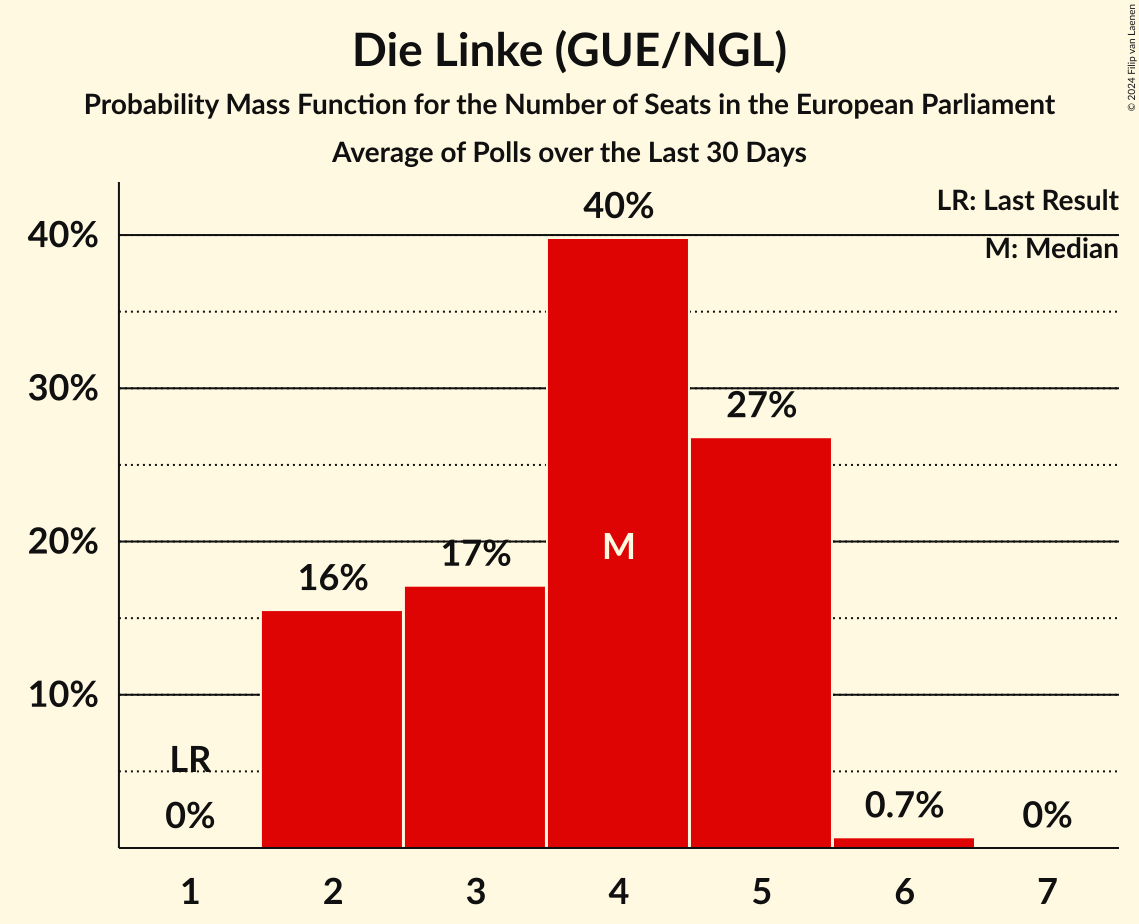 Die Linke (GUE/NGL)
Probability Mass Function for the Number of Seats in the European Parliament
Average of Polls over the Last 30 Days
© 2024 Filip van Laenen
LR: Last Result
M: Median
40%
30%
20%
10%
LR
0%
16%
17%
40%
M
27%
0.7%
0%
1 2 3 4 5 6 7